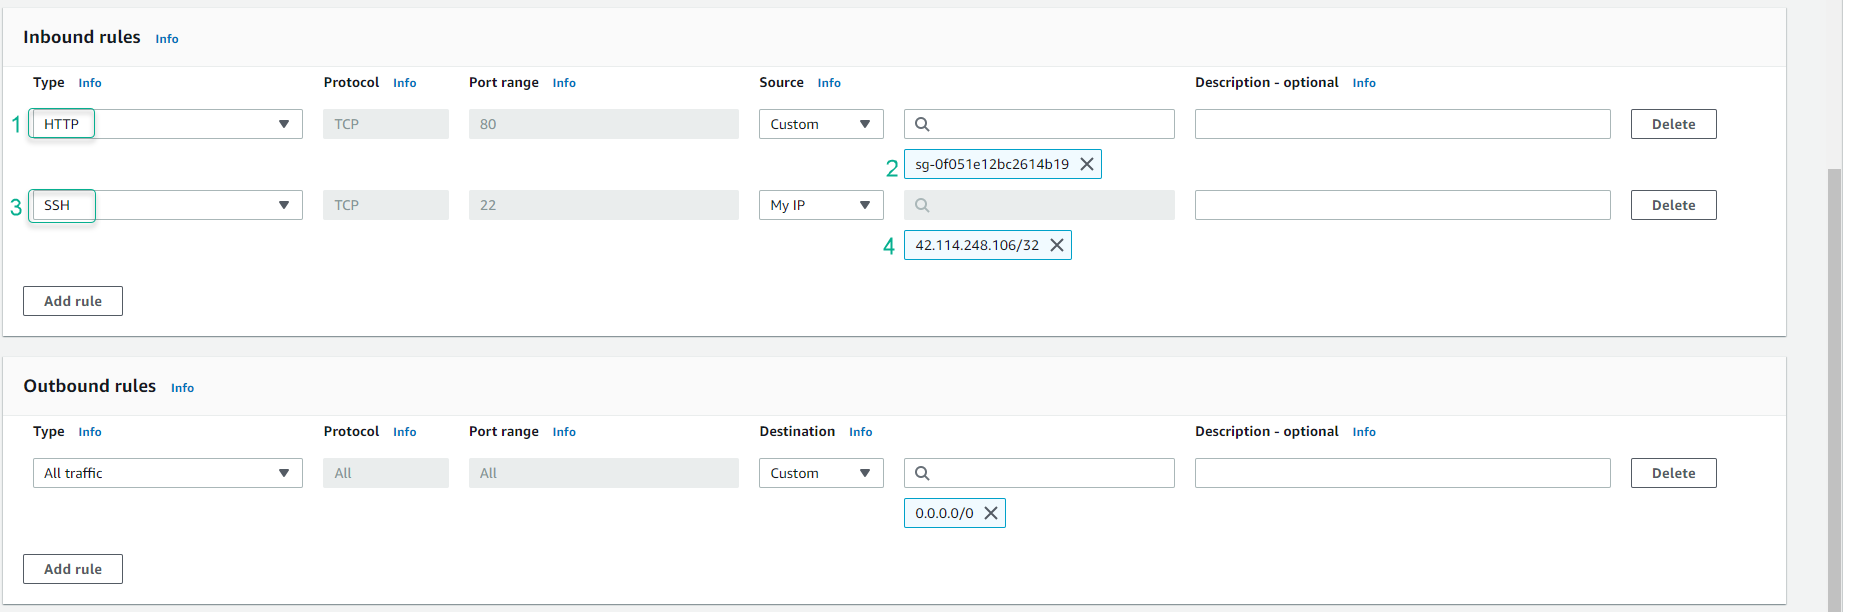 Inbound rules Info
Type Info Protocol Info Port range Info Source Info Description - optional Info
1 HTTP TCP 80 Custom Delete
2 sg-0f051e12bc2614b19
3 SSH TCP 22 My IP Delete
4 42.114.248.106/32
Add rule
Outbound rules Info
Type Info Protocol Info Port range Info Destination Info Description - optional Info
All traffic All All Custom Delete
0.0.0.0/0
Add rule